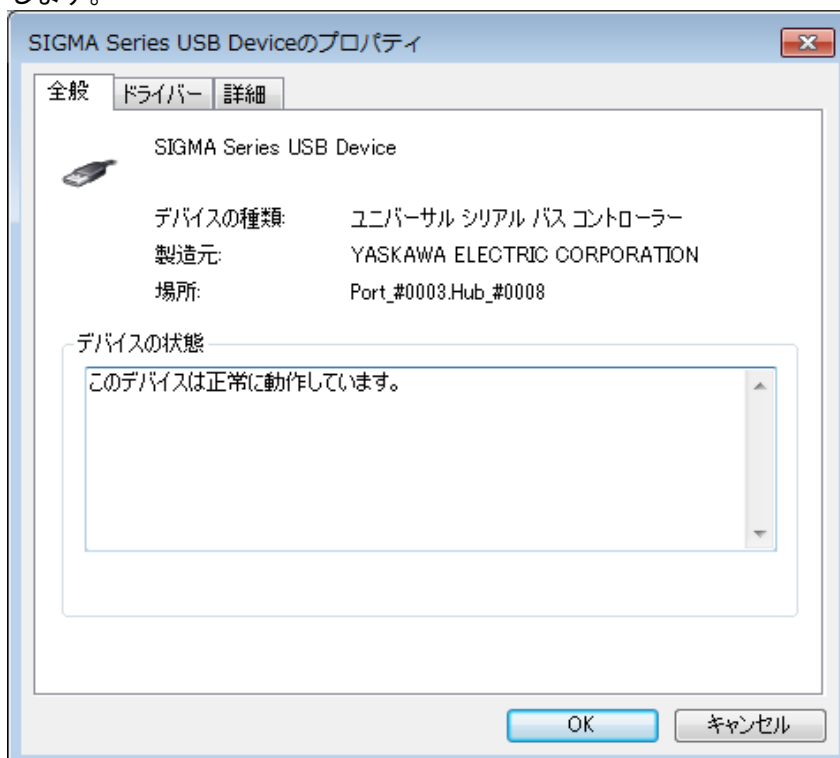 します。
SIGMA Series USB Deviceのプロパティ
全般 ドライバー 詳細
SIGMA Series USB Device
デバイスの種類: ユニバーサル シリアル バス コントローラー
製造元: YASKAWA ELECTRIC CORPORATION
場所: Port_#0003.Hub_#0008
デバイスの状態
このデバイスは正常に動作しています。
OK キャンセル